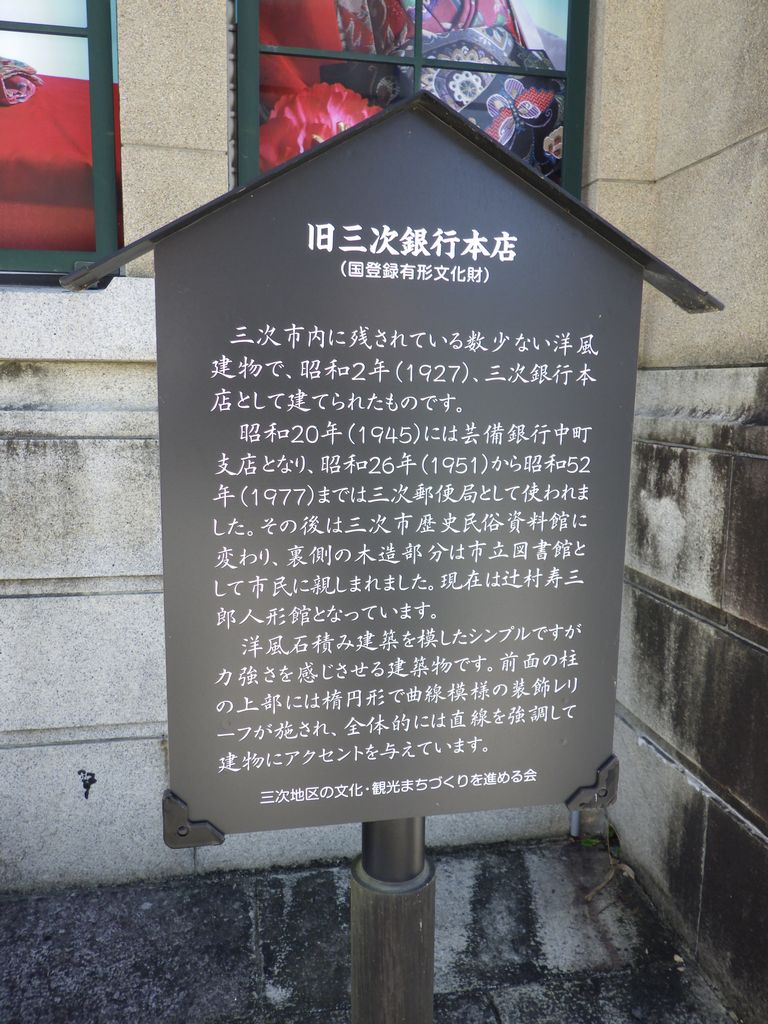 旧三次銀行本店
(国登録有形文化財)
三次市内に残されている数少ない洋風
建物で、昭和2年(1927)、三次銀行本
店として建てられたものです。
昭和20年(1945)には芸備銀行中町
支店となり、昭和26年(1951)から昭和52
年(1977)までは三次郵便局として使われま
した。その後は三次市歴史民俗資料館に
変わり、裏側の木造部分は市立図書館と
して市民に親しまれました。現在は辻村寿三
郎人形館となっています。
洋風石積み建築を模したシンプルですが
力強さを感じさせる建築物です。前面の柱
の上部には楕円形で曲線模様の装飾レリ
ーフが施され、全体的には直線を強調して
建物にアクセントを与えています。
三次地区の文化・観光まちづくりを進める会